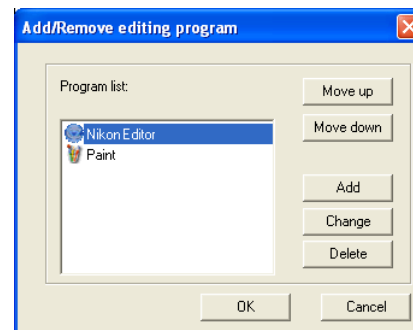 Add/Remove editing program
Program list:
Nikon Editor
Paint
Move up
Move down
Add
Change
Delete
OK
Cancel